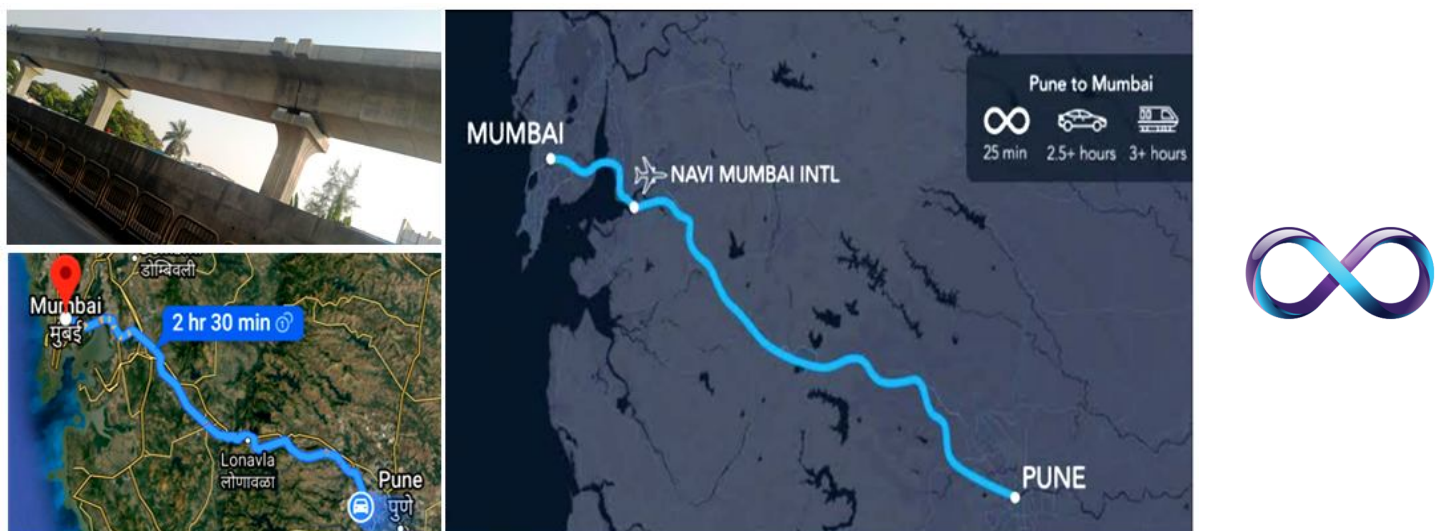 डोम्बिवली
Mumbai
मुंबई
2 hr 30 min
Lonavla
लोणावळा
Pune
पुणे
MUMBAI
NAVI MUMBAI INTL
PUNE
Pune to Mumbai
25 min 2.5+ hours 3+ hours